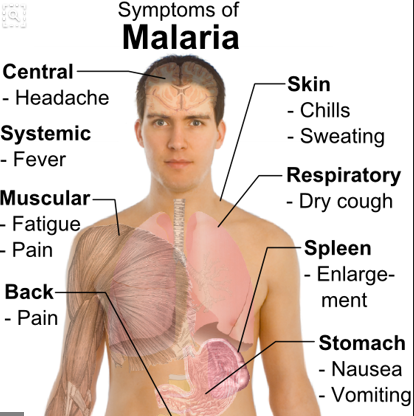 Symptoms of
Malaria
Central
- Headache
Systemic
- Fever
Muscular
- Fatigue
- Pain
Back
- Pain
Skin
- Chills
- Sweating
Respiratory
- Dry cough
Spleen
- Enlarge-
ment
Stomach
- Nausea
- Vomiting